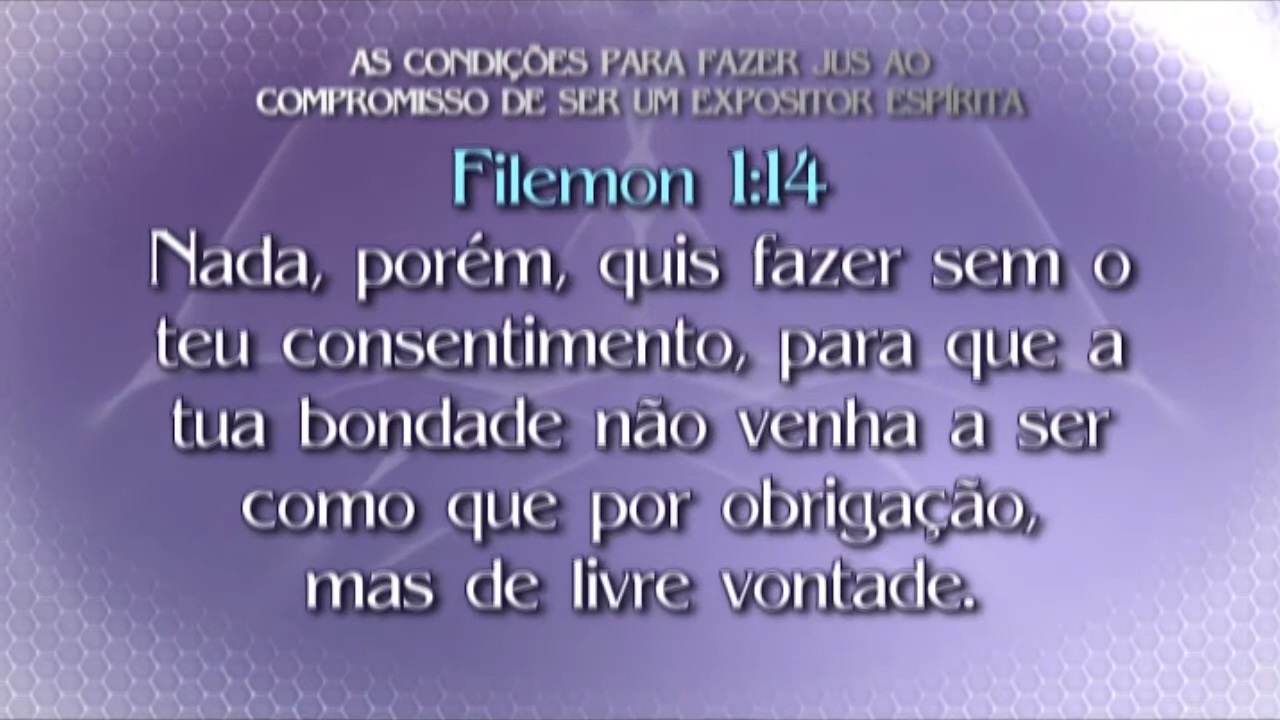 AS CONDIÇÕES PARA FAZER JUS AO
COMPROMISSO DE SER UM EXPOSITOR ESPÍRITA
Filemon 1:14
Nada, porém, quis fazer sem o
teu consentimento, para que a
tua bondade não venha a ser
como que por obrigação,
mas de livre vontade.